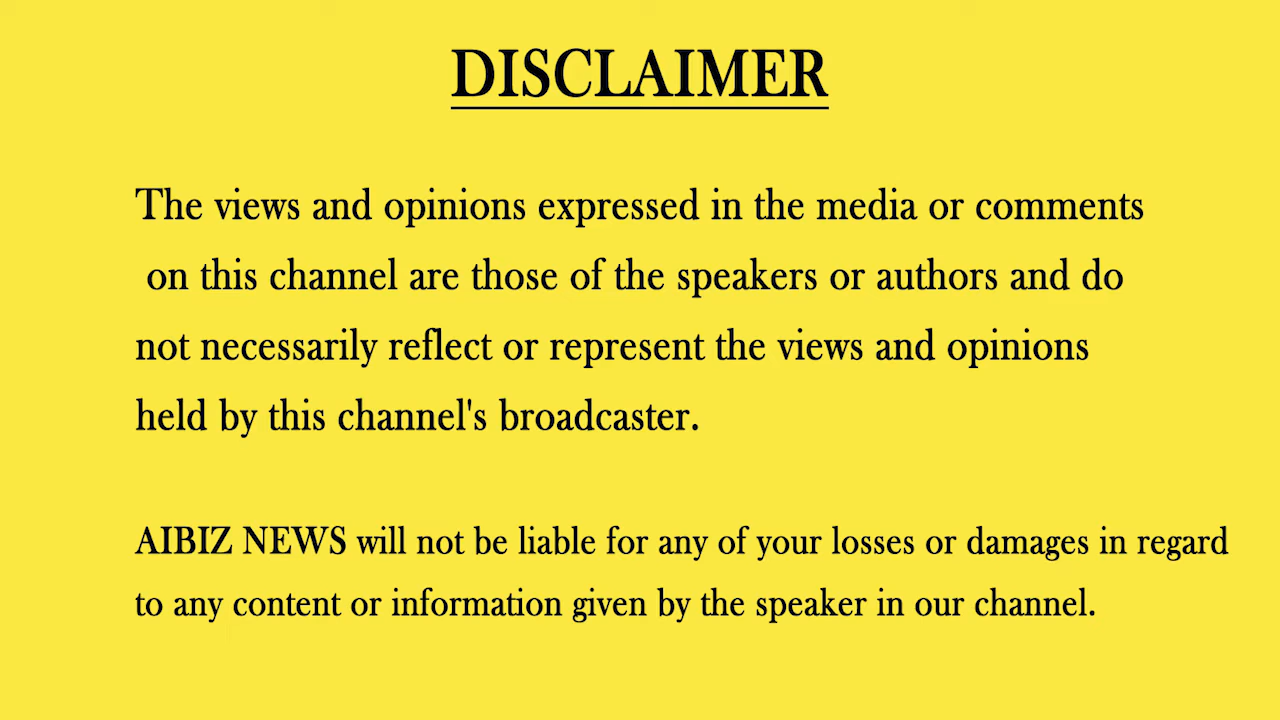 DISCLAIMER
The views and opinions expressed in the media or comments
on this channel are those of the speakers or authors and do
not necessarily reflect or represent the views and opinions
held by this channel's broadcaster.
AIBIZ NEWS will not be liable for any of your losses or damages in regard
to any content or information given by the speaker in our channel.